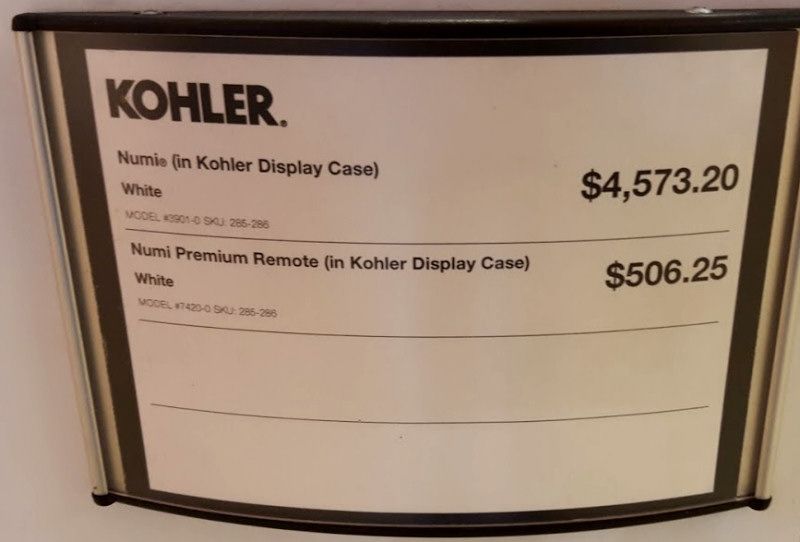 KOHLER.
Numi® (in Kohler Display Case)
White
$4,573.20
MODEL #3901-0 SKU: 285-286
Numi Premium Remote (in Kohler Display Case)
White
$506.25
MODEL #7420-0 SKU: 285-286